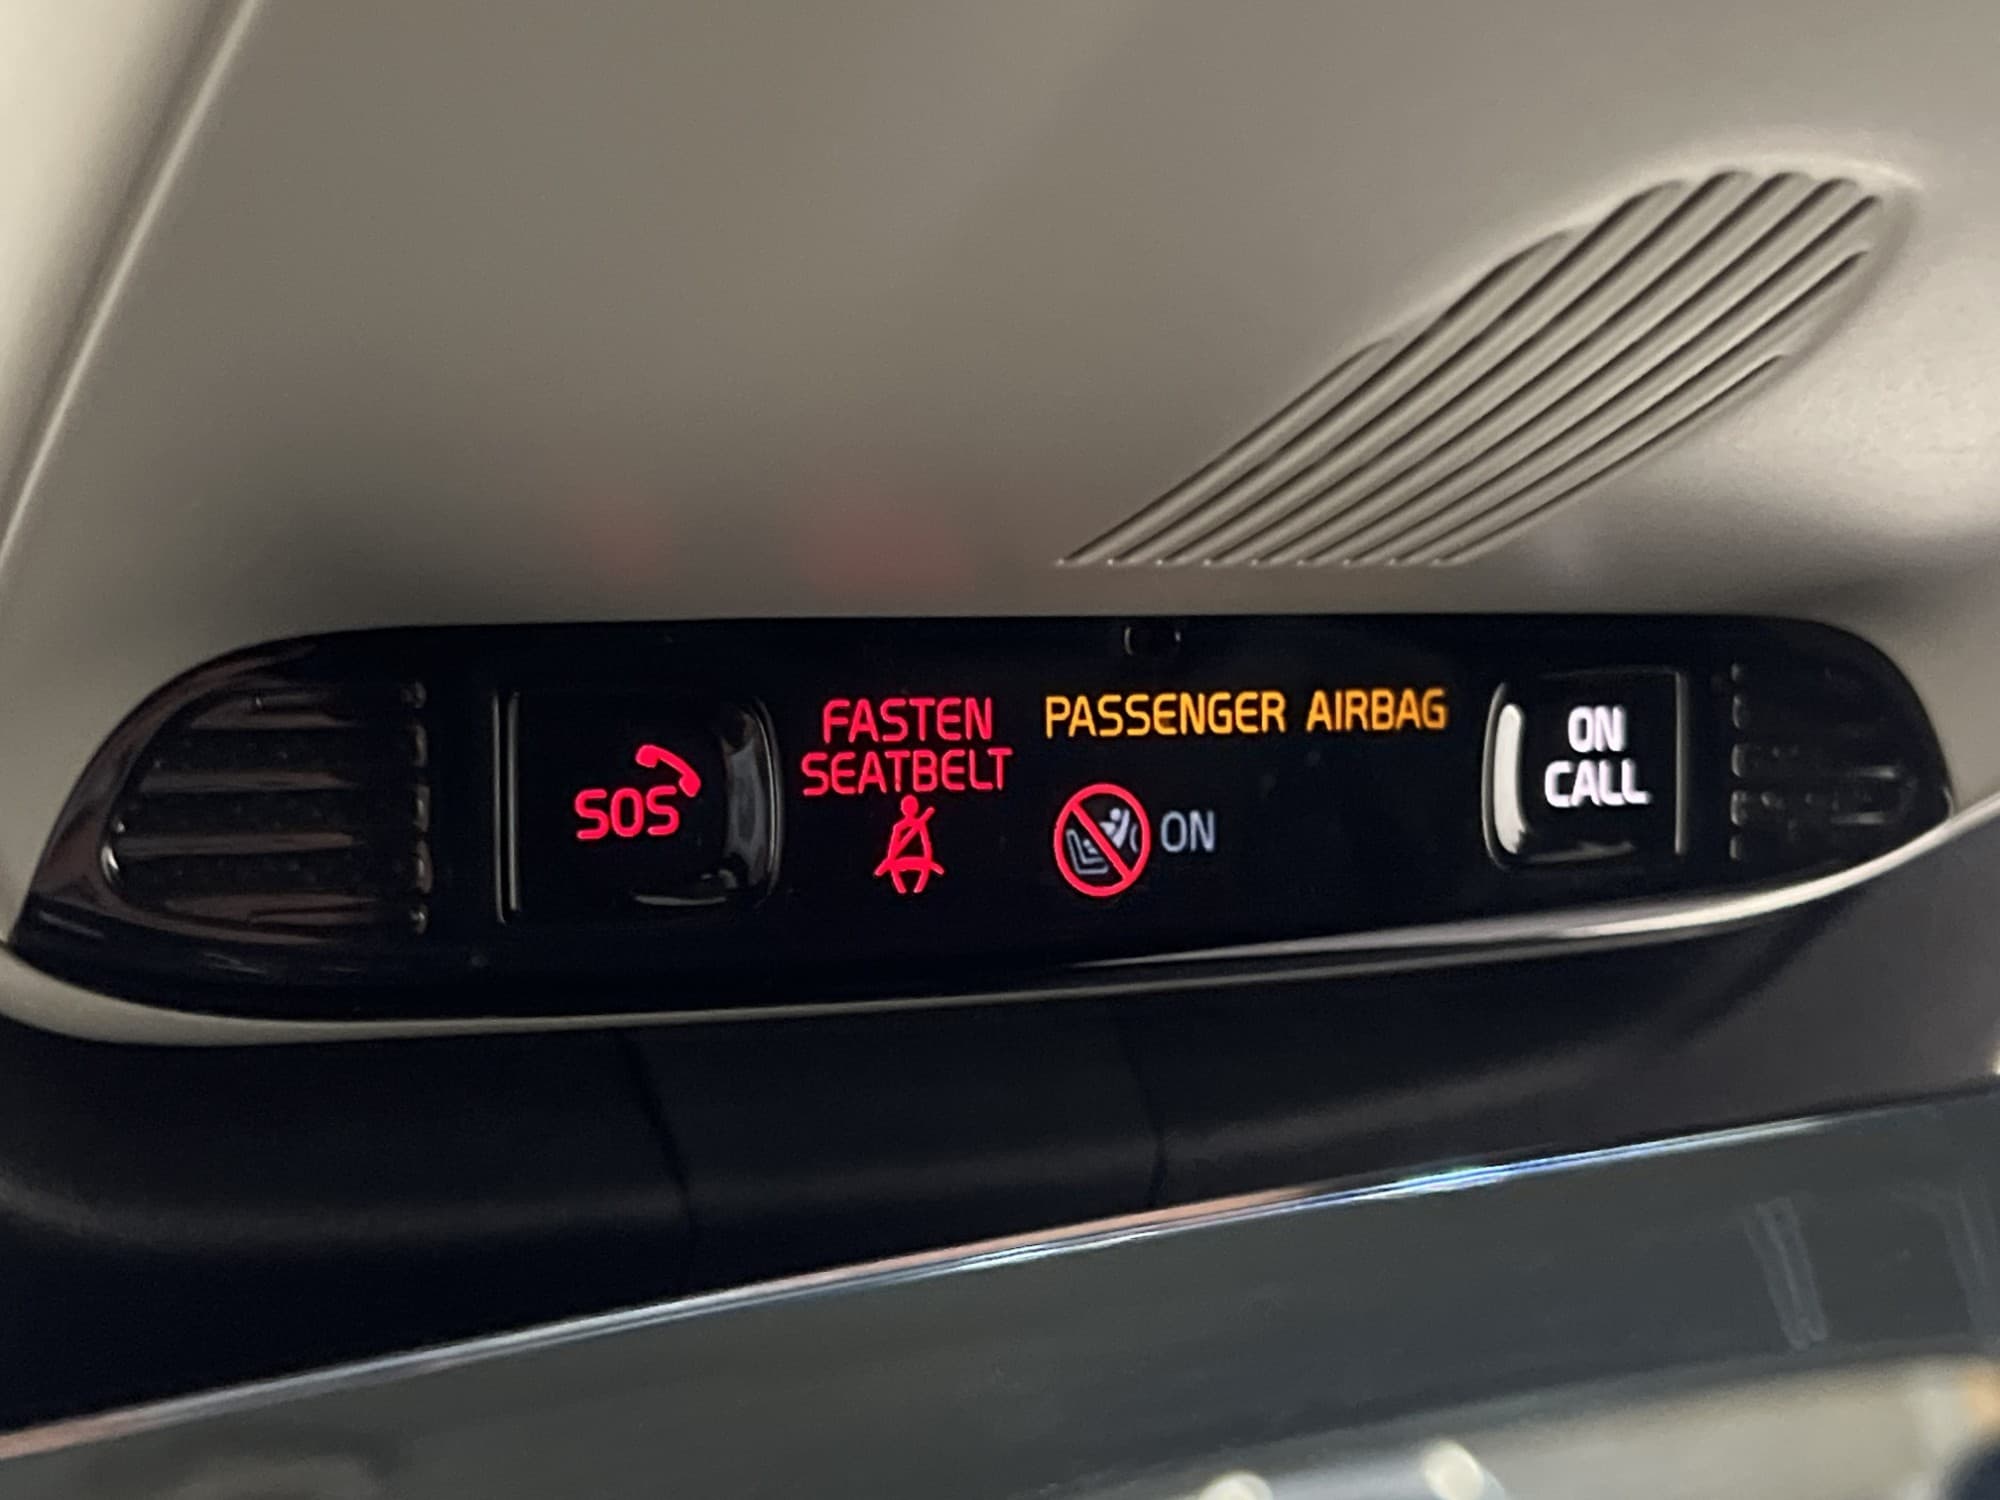 SOS
FASTEN
SEATBELT
PASSENGER AIRBAG
ON
ON
CALL